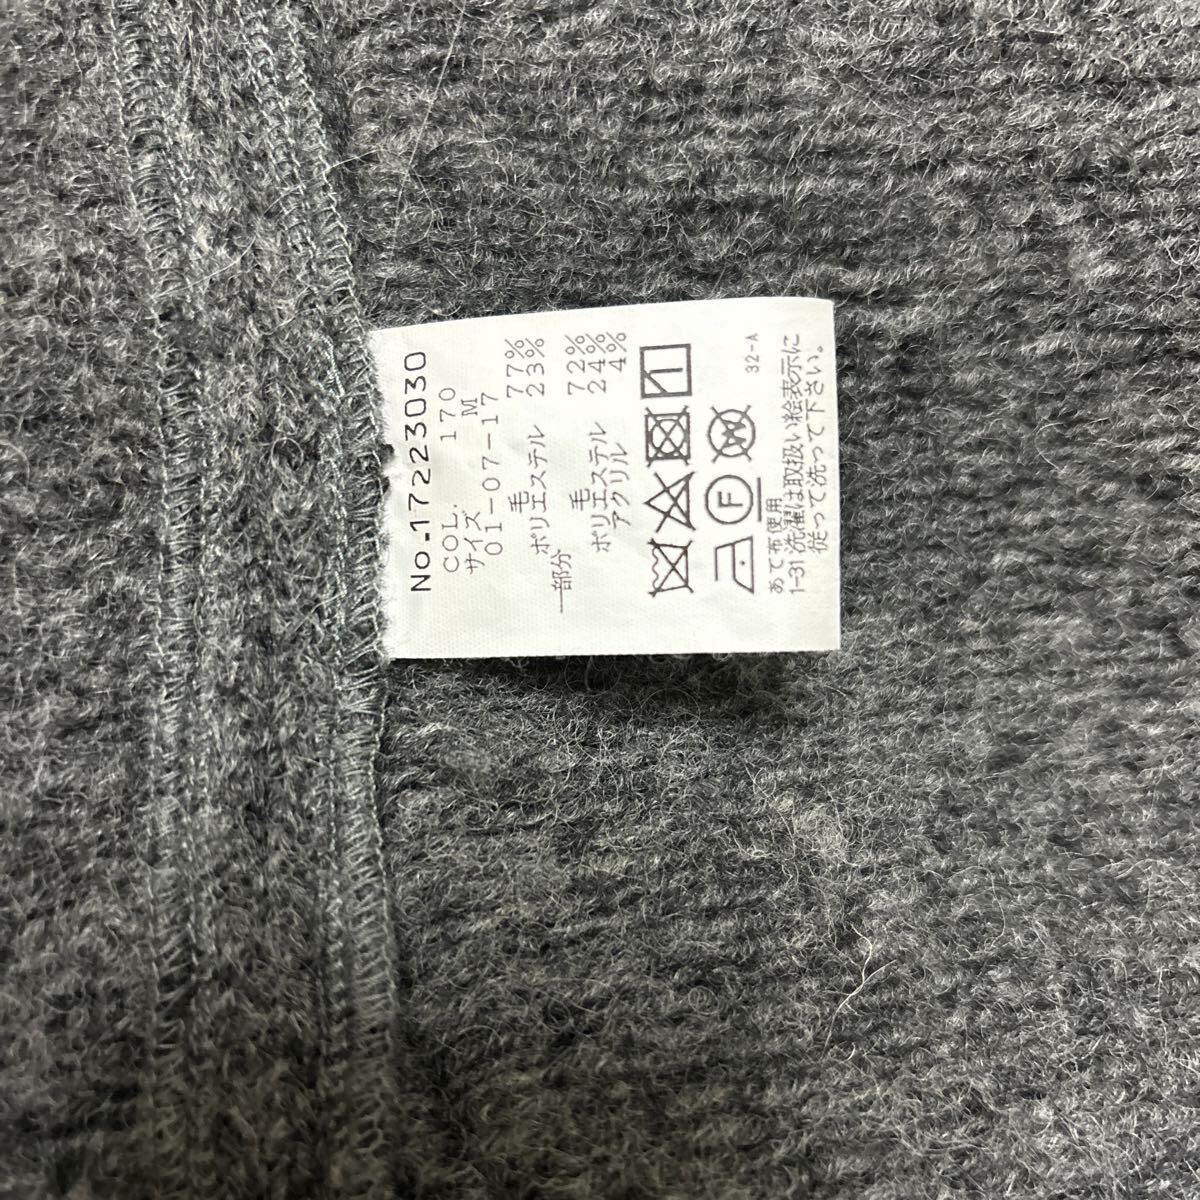 No.17223030
COL. 170
サイズ M
01-07-17
毛 77%
ポリエステル 23%
一部分
毛 72%
ポリエステル 24%
アクリル 4%
F
W
あて布使用 32-A
1-31 洗濯は取扱い絵表示に
従って洗って下さい。